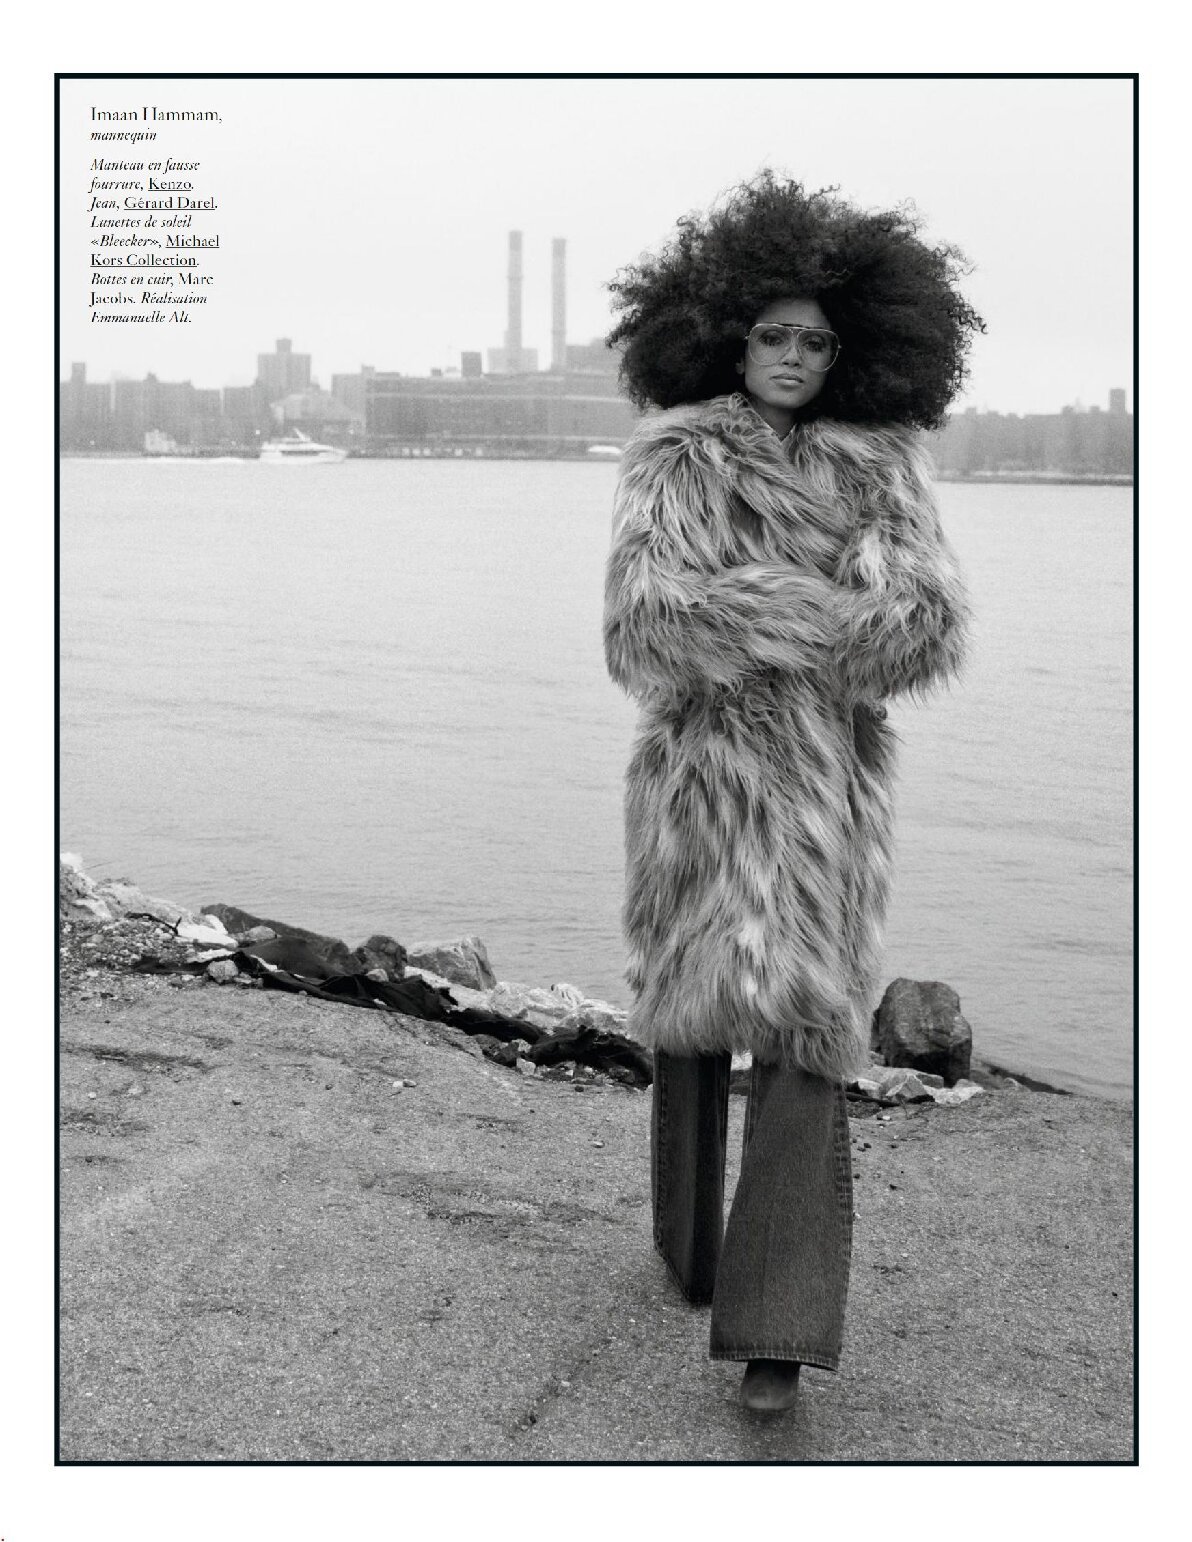 Imaan Hammam,
mannequin
Manteau en fausse
fourrure, Kenzo.
Jean, Gérard Darel.
Lunettes de soleil
«Bleecker», Michael
Kors Collection.
Bottes en cuir, Marc
Jacobs. Réalisation
Emmanuelle Alt.